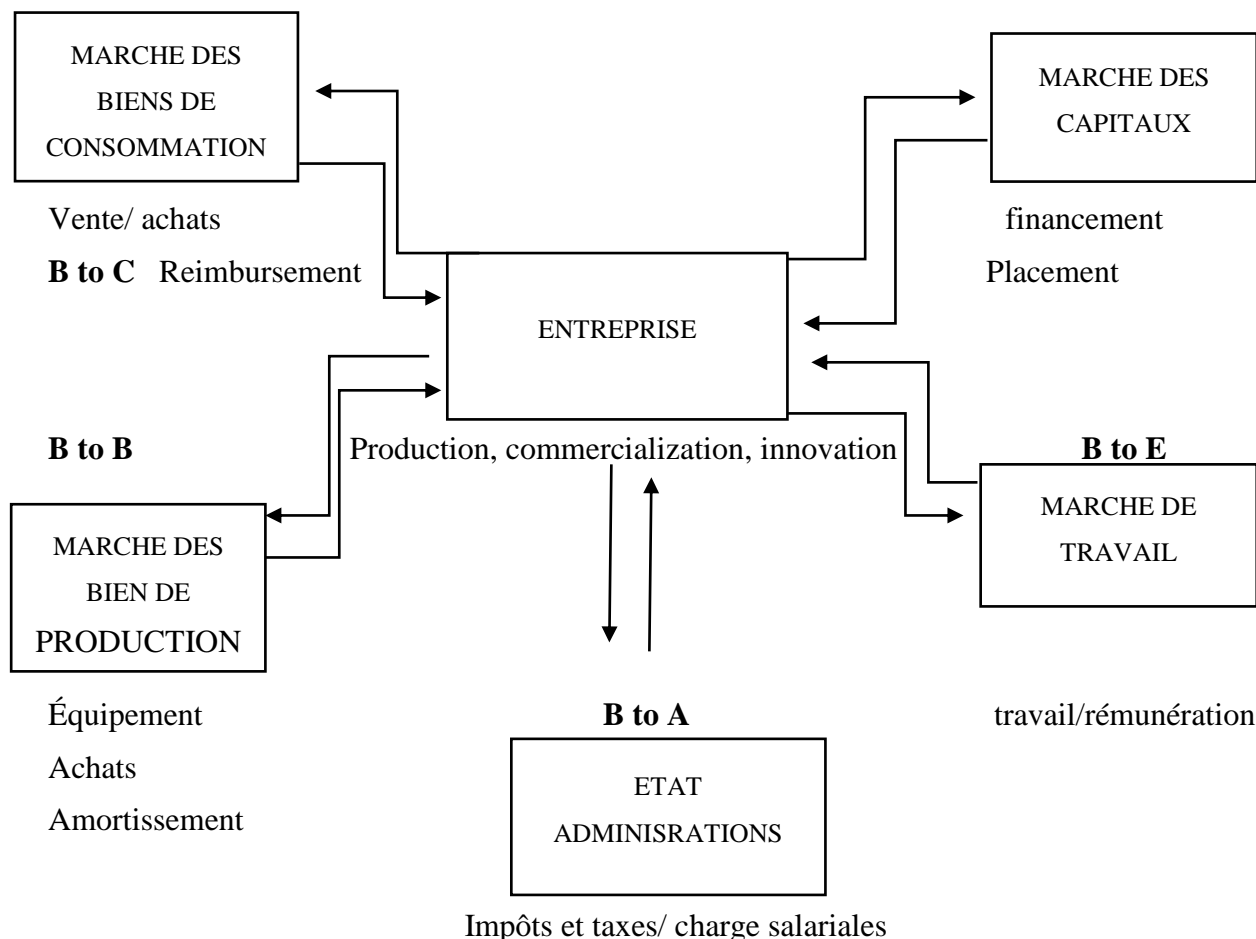 MARCHE DES
BIENS DE
CONSOMMATION
MARCHE DES
CAPITAUX
Vente/ achats
financement
B to C Reimbursement
Placement
ENTREPRISE
B to B
Production, commercialization, innovation
B to E
MARCHE DES
BIEN DE
PRODUCTION
MARCHE DE
TRAVAIL
Équipement
B to A
travail/rémunération
Achats
Amortissement
ETAT
ADMINISRATIONS
Impôts et taxes/ charge salariales